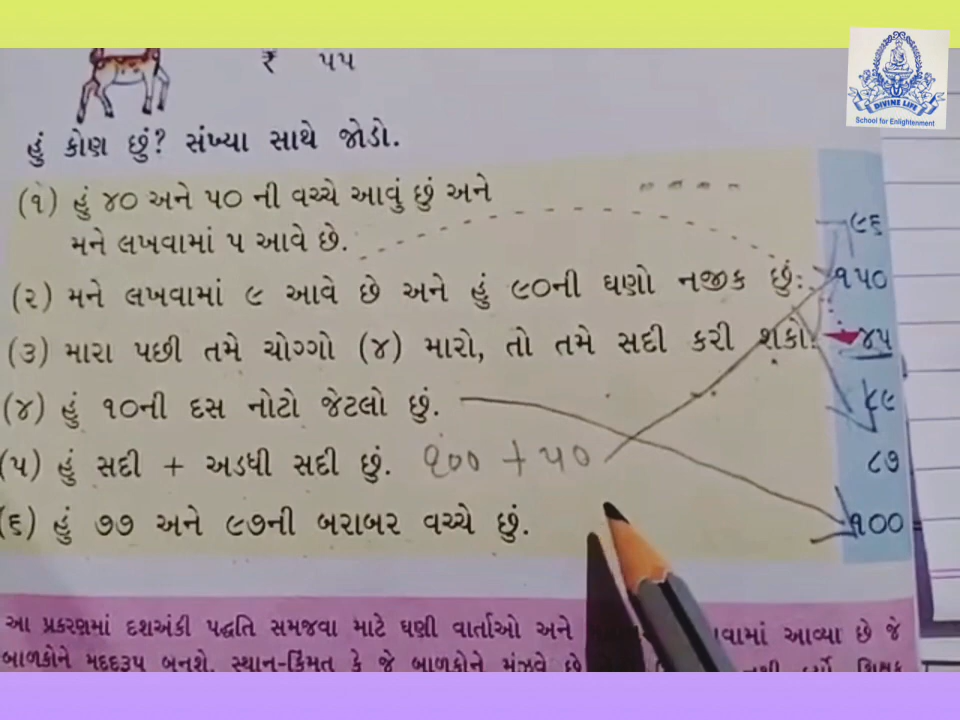 ₹ ૫૫
DIVINE LIFE
School for Enlightenment
હું કોણ છું? સંખ્યા સાથે જોડો.
(૧) હું ૪૦ અને ૫૦ ની વચ્ચે આવું છું અને
મને લખવામાં ૫ આવે છે.
૯૬
(૨) મને લખવામાં ૯ આવે છે અને હું ૯૦ની ઘણો નજીક છું.
૧૫૦
(૩) મારા પછી તમે ચોગ્ગો (૪) મારો, તો તમે સદી કરી શકો.
૪૫
(૪) હું ૧૦ની દસ નોટો જેટલો છું.
૮૯
(૫) હું સદી + અડધી સદી છું. ૧૦૦ + ૫૦
૮૭
(૬) હું ૭૭ અને ૯૭ની બરાબર વચ્ચે છું.
૧૦૦
આ પ્રકરણમાં દશઅંકી પદ્ધતિ સમજવા માટે ઘણી વાર્તાઓ અને આવ્યા છે જે
બાળકોને મદદરૂપ બનશે. સ્થાન-કિંમત કે જે બાળકોને મૂંઝવે છે